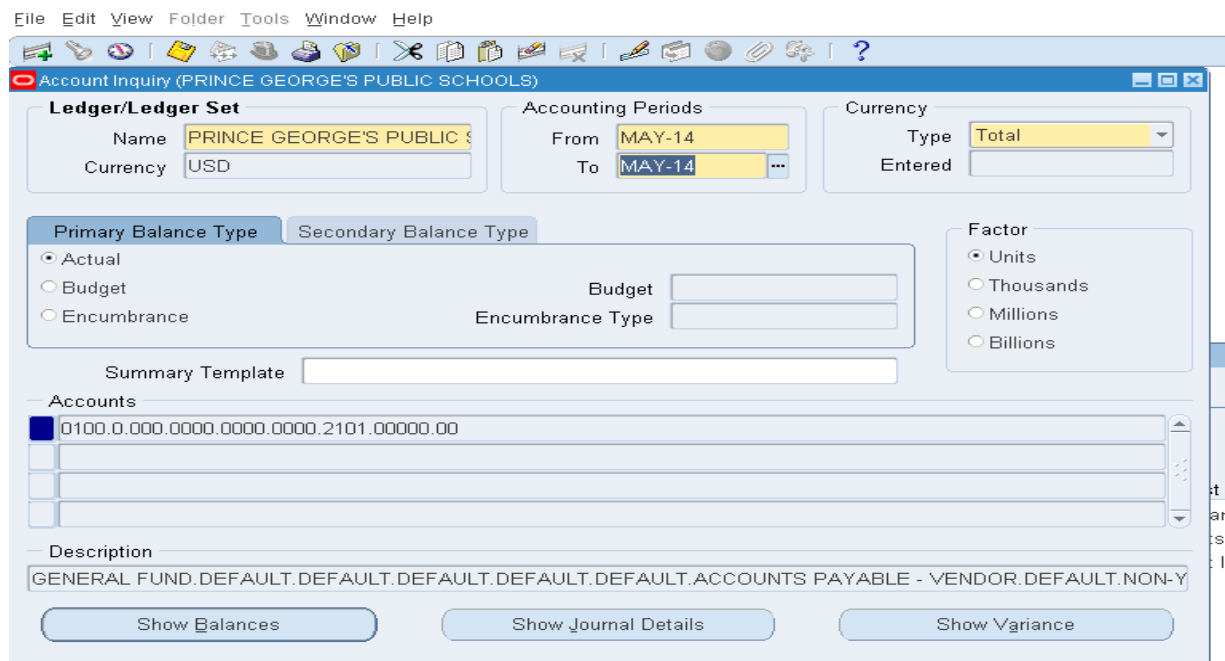 File Edit View Folder Tools Window Help
?
Account Inquiry (PRINCE GEORGE'S PUBLIC SCHOOLS)
Ledger/Ledger Set
Name PRINCE GEORGE'S PUBLIC
Currency USD
Accounting Periods
From MAY-14
To MAY-14 ...
Currency
Type Total
Entered
Primary Balance Type Secondary Balance Type
Actual
Budget
Encumbrance
Budget
Encumbrance Type
Factor
Units
Thousands
Millions
Billions
Summary Template
Accounts
0100.0.000.0000.0000.0000.2101.00000.00
Description
GENERAL FUND.DEFAULT.DEFAULT.DEFAULT.DEFAULT.DEFAULT.ACCOUNTS PAYABLE - VENDOR.DEFAULT.NON-Y
Show Balances Show Journal Details Show Variance